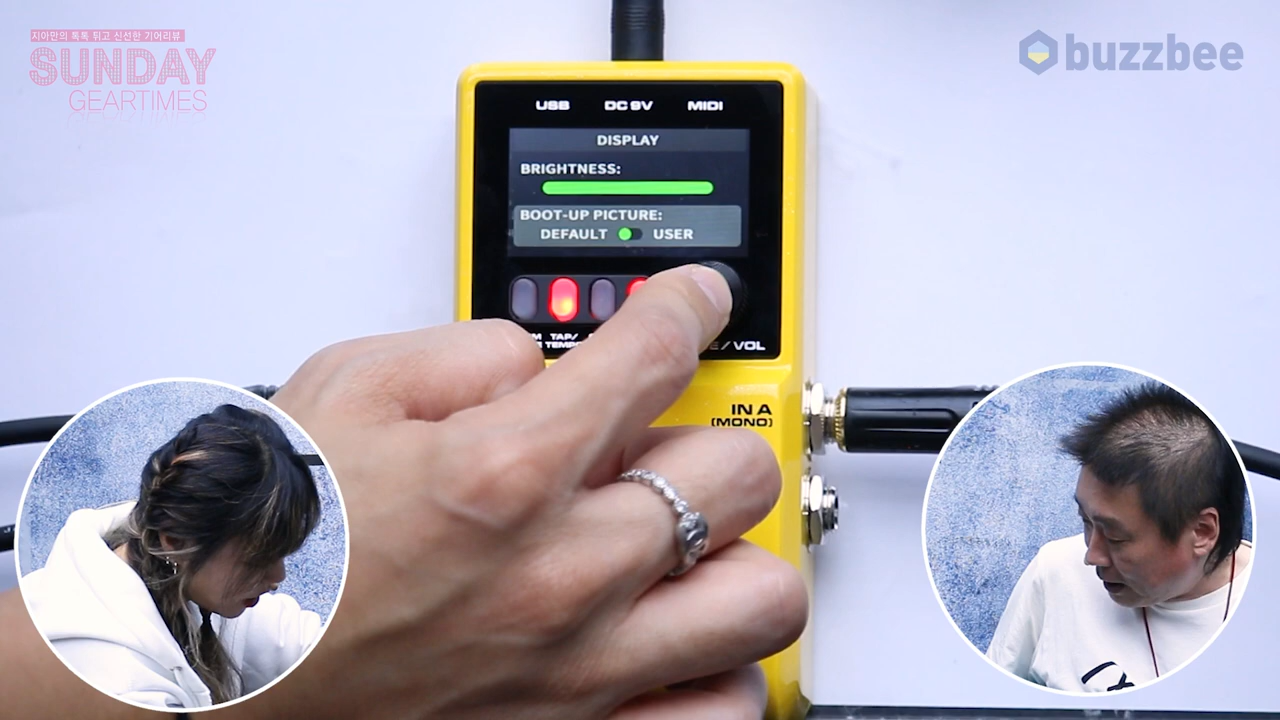 지아만의 톡톡 튀고 신선한 기어리뷰
SUNDAY
GEARTIMES
buzzbee
USB DC 9V MIDI
DISPLAY
BRIGHTNESS:
BOOT-UP PICTURE:
DEFAULT USER
TAP/
/VOL
IN A
(MONO)